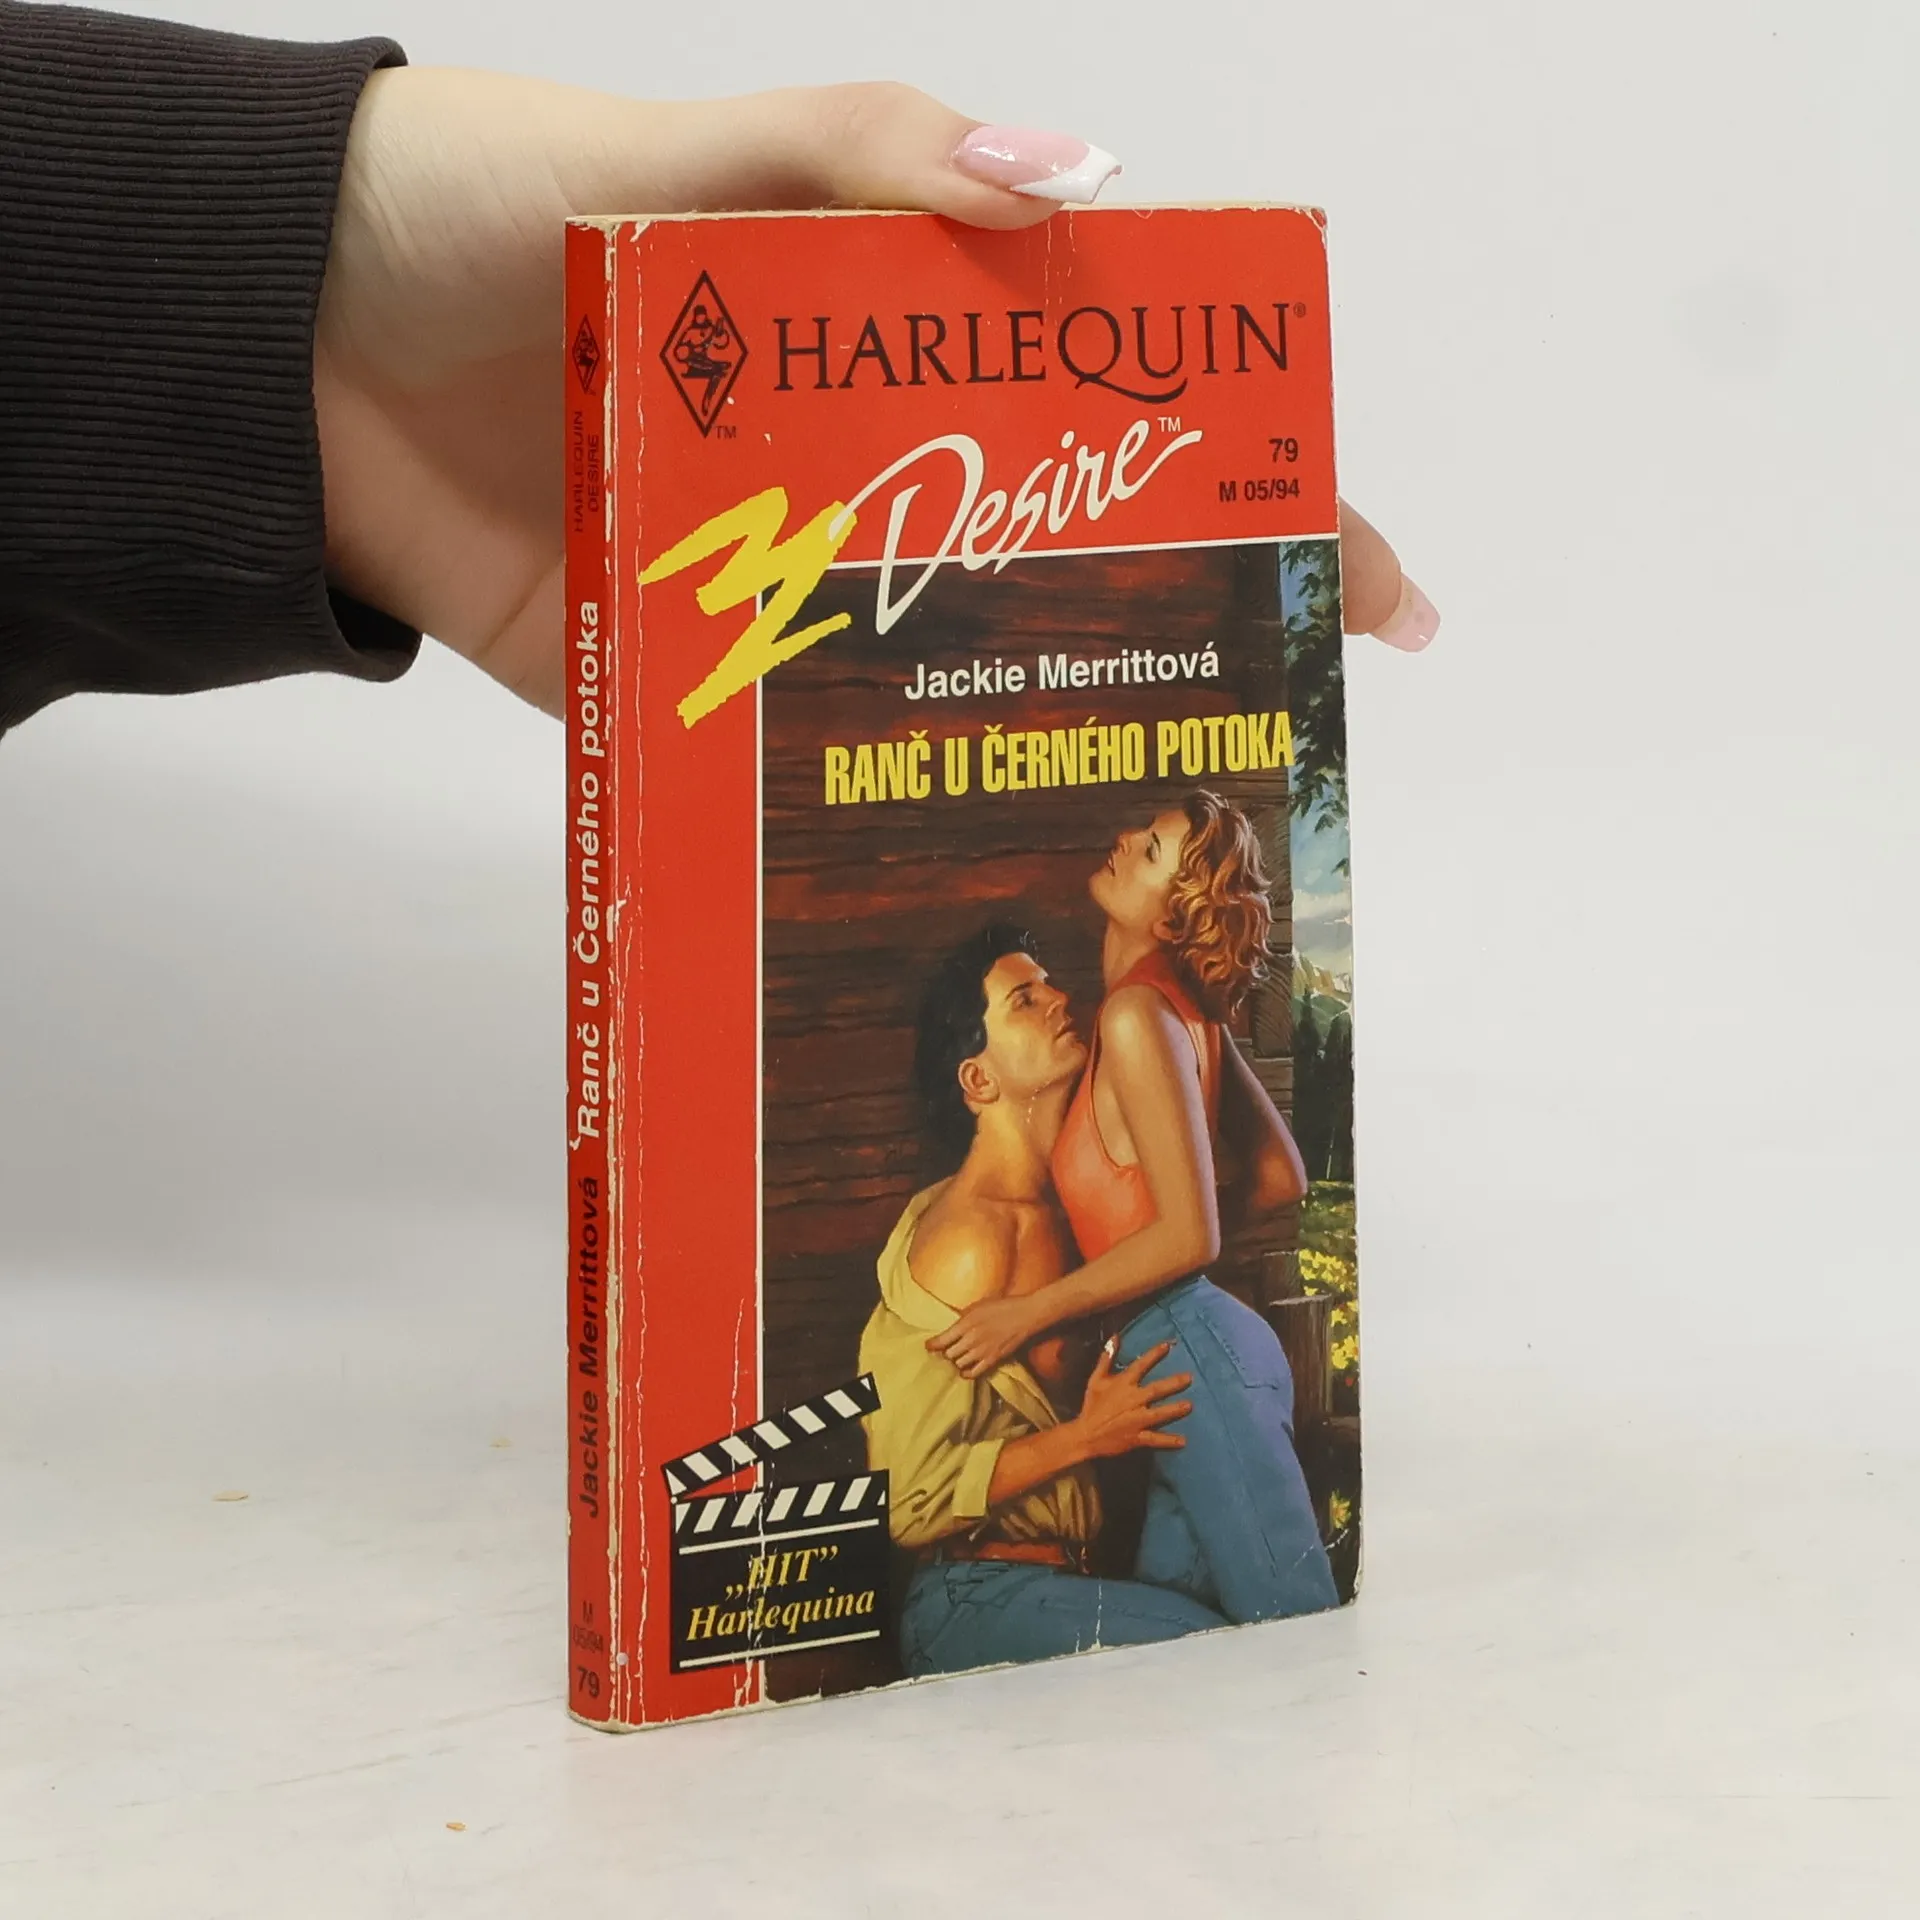 HARLEQUIN®
TM
Desire™
79
M 05/94
Jackie Merrittová
RANČ U ČERNÉHO POTOKA
„HIT”
Harlequina
HARLEQUIN
DESIRE
Ranč u Černého potoka
Jackie Merrittová
M
05/94
79